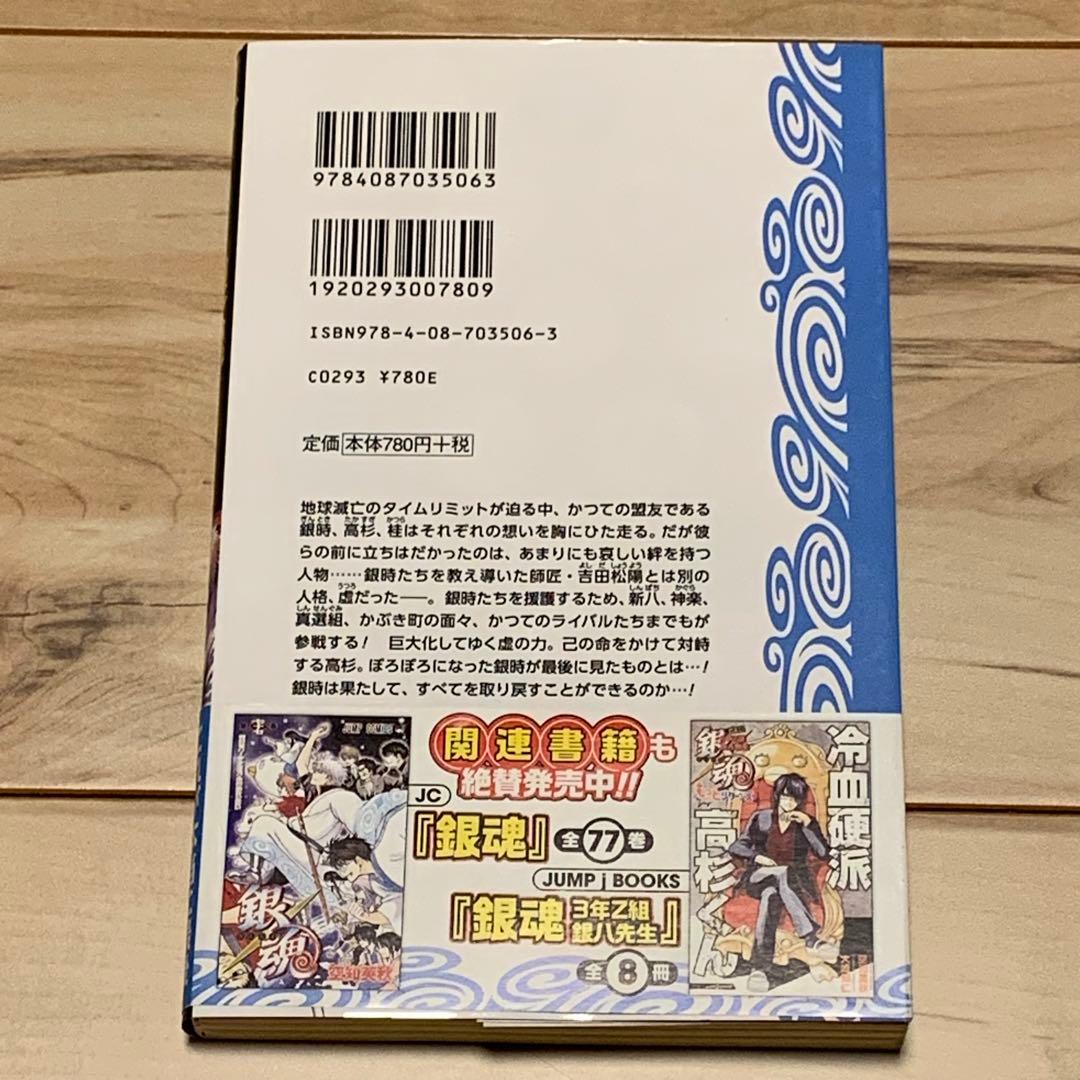 9784087035063
1920293007809
ISBN978-4-08-703506-3
C0293 ¥780E
定価 本体780円+税
地球滅亡のタイムリミットが迫る中、かつての盟友である
銀時、高杉、桂はそれぞれの想いを胸にひた走る。だが彼
らの前に立ちはだかったのは、あまりにも哀しい絆を持つ
人物……銀時たちを教え導いた師匠・吉田松陽とは別の
人格、虚だった──。銀時たちを援護するため、新八、神楽、
真選組、かぶき町の面々、かつてのライバルたちまでもが
参戦する! 巨大化してゆく虚の力。己の命をかけて対峙
する高杉。ぼろぼろになった銀時が最後に見たものとは…!
銀時は果たして、すべてを取り戻すことができるのか…!
関連書籍も
絶賛発売中!!
JC
『銀魂』全77巻
JUMP j BOOKS
『銀魂 3年Z組
銀八先生』
全8冊
JUMP COMICS
銀魂
空知英秋
銀魂
冷血硬派
高杉くん